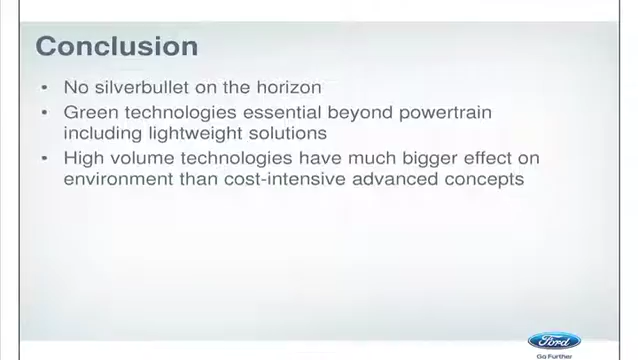 Conclusion
• No silverbullet on the horizon
• Green technologies essential beyond powertrain
including lightweight solutions
• High volume technologies have much bigger effect on
environment than cost-intensive advanced concepts
Ford
Go Further